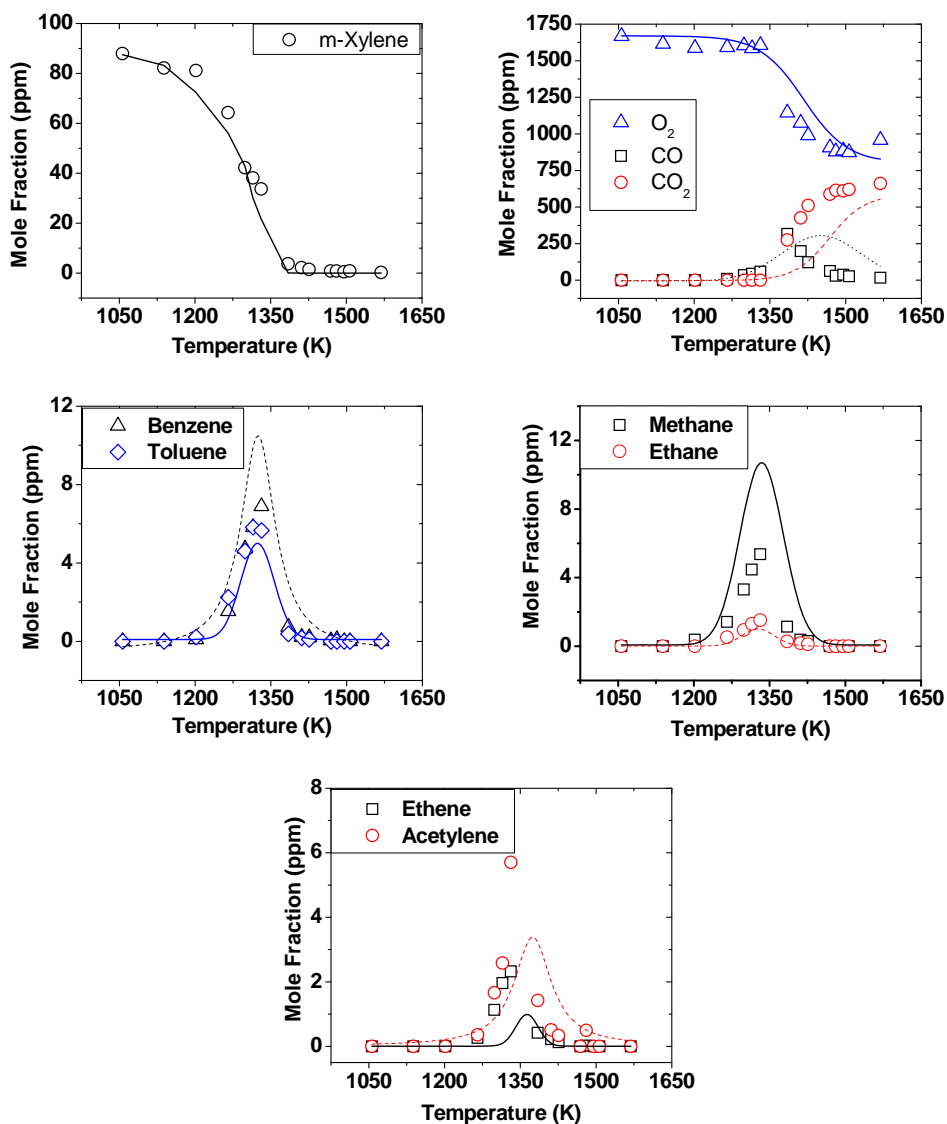 m-Xylene
100
80
60
40
20
0
Mole Fraction (ppm)
1050 1200 1350 1500 1650
Temperature (K)
O2
CO
CO2
1750
1500
1250
1000
750
500
250
0
Mole Fraction (ppm)
1050 1200 1350 1500 1650
Temperature (K)
Benzene
Toluene
12
8
4
0
Mole Fraction (ppm)
1050 1200 1350 1500 1650
Temperature (K)
Methane
Ethane
12
8
4
0
Mole Fraction (ppm)
1050 1200 1350 1500 1650
Temperature (K)
Ethene
Acetylene
8
6
4
2
0
Mole Fraction (ppm)
1050 1200 1350 1500 1650
Temperature (K)